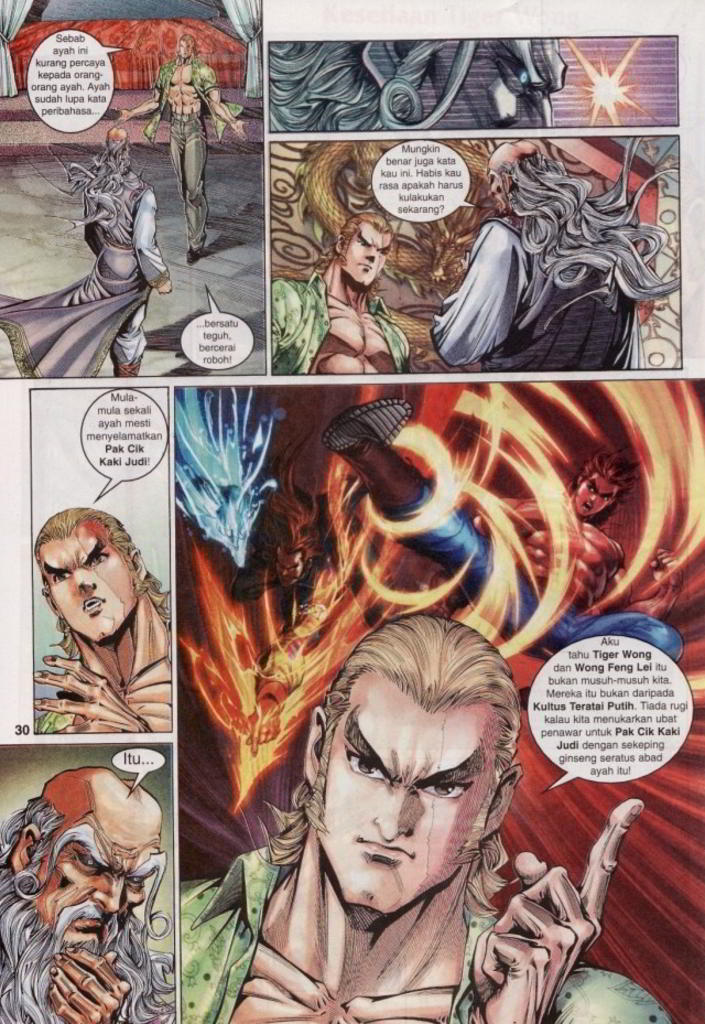 Sebab
ayah ini
kurang percaya
kepada orang-
orang ayah. Ayah
sudah lupa kata
peribahasa...
...bersatu
teguh,
bercerai
roboh!
Mungkin
benar juga kata
kau ini. Habis kau
rasa apakah harus
kulakukan
sekarang?
Mula-
mula sekali
ayah mesti
menyelamatkan
Pak Cik
Kaki Judi!
Aku
tahu Tiger Wong
dan Wong Feng Lei itu
bukan musuh-musuh kita.
Mereka itu bukan daripada
Kultus Teratai Putih. Tiada rugi
kalau kita menukarkan ubat
penawar untuk Pak Cik Kaki
Judi dengan sekeping
ginseng seratus abad
ayah itu!
30
Itu...